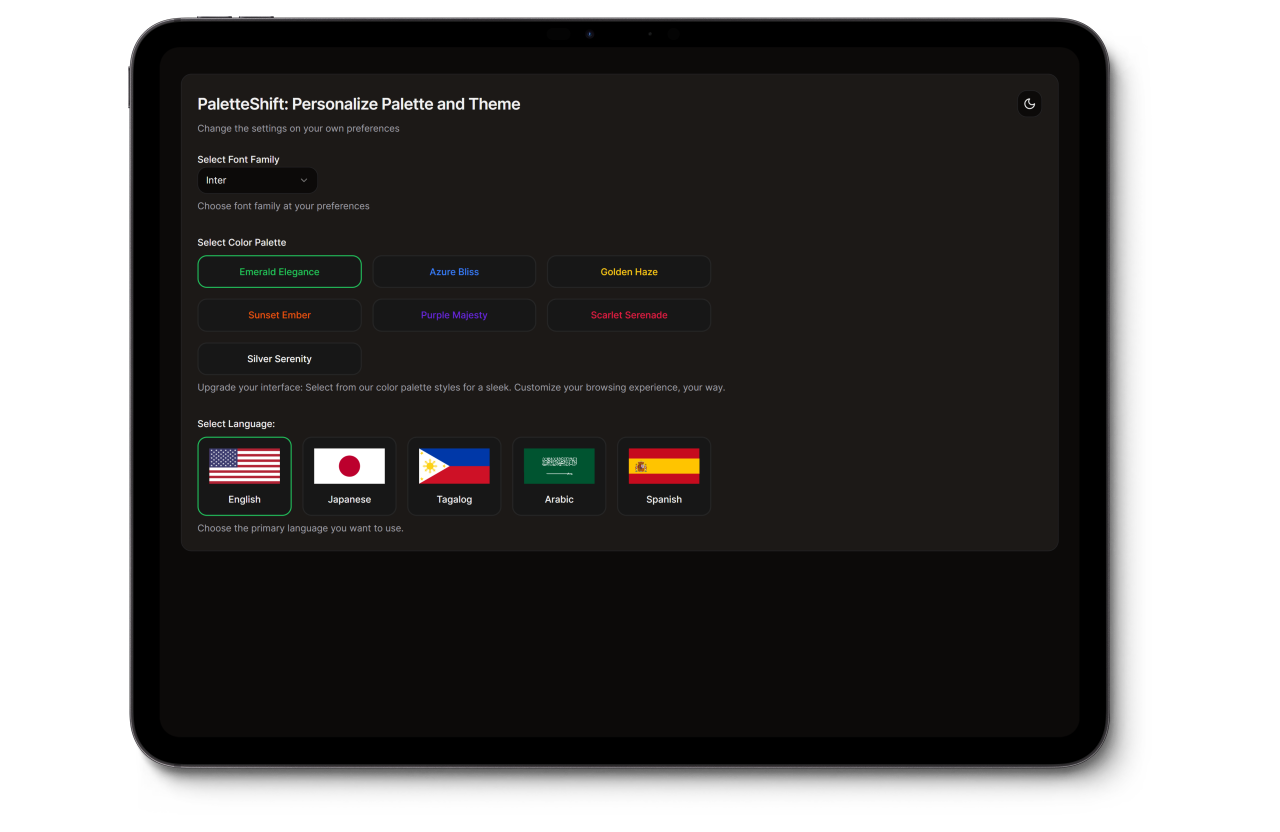 PaletteShift: Personalize Palette and Theme
Change the settings on your own preferences
Select Font Family
Inter
Choose font family at your preferences
Select Color Palette
Emerald Elegance
Azure Bliss
Golden Haze
Sunset Ember
Purple Majesty
Scarlet Serenade
Silver Serenity
Upgrade your interface: Select from our color palette styles for a sleek. Customize your browsing experience, your way.
Select Language:
English
Japanese
Tagalog
Arabic
Spanish
Choose the primary language you want to use.